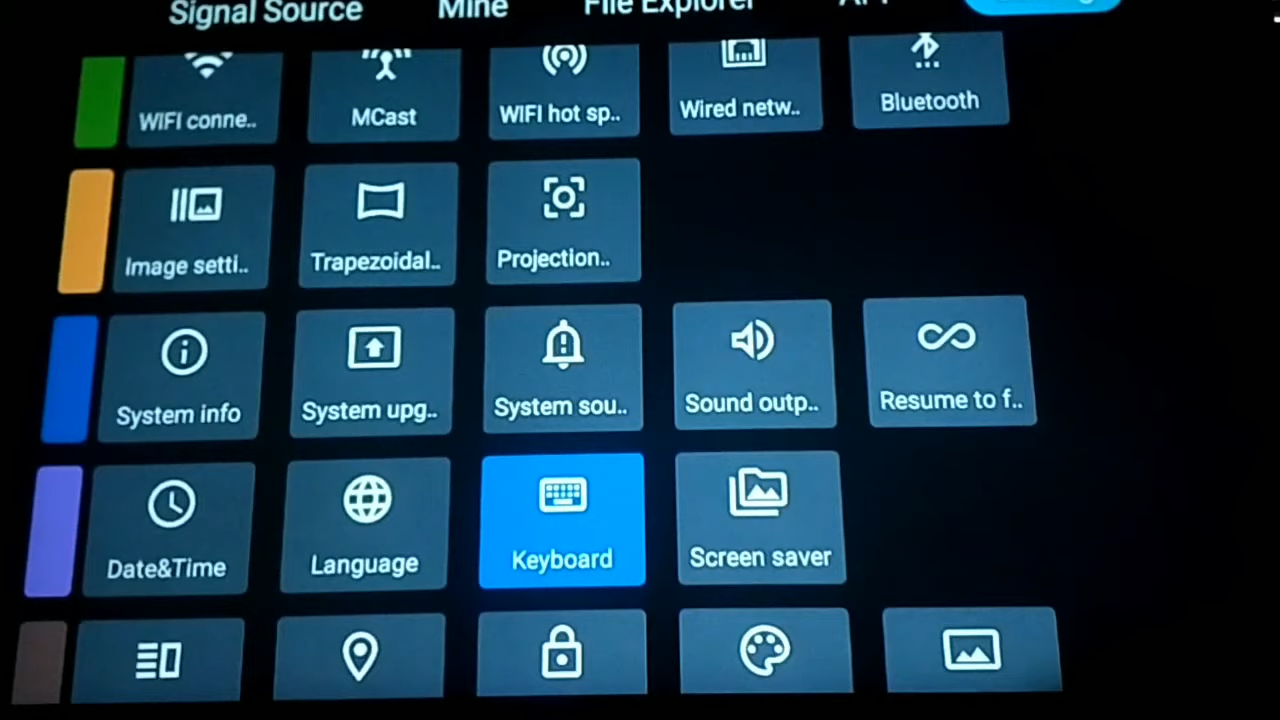 Signal Source
Mine
File Explorer
WIFI conne..
MCast
WIFI hot sp..
Wired netw..
Bluetooth
Image setti..
Trapezoidal..
Projection..
System info
System upg..
System sou..
Sound outp..
Resume to f..
Date&Time
Language
Keyboard
Screen saver